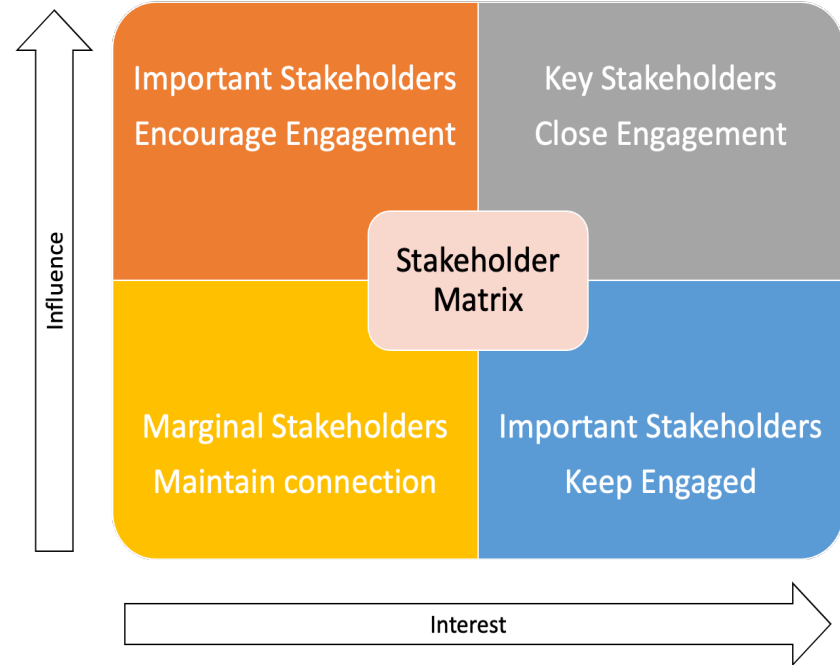 Important Stakeholders
Encourage Engagement
Key Stakeholders
Close Engagement
Stakeholder
Matrix
Marginal Stakeholders
Maintain connection
Important Stakeholders
Keep Engaged
Influence
Interest